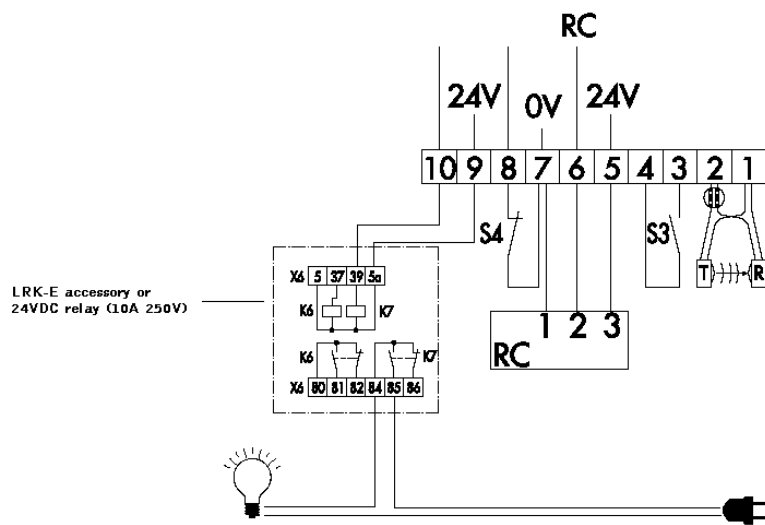 RC
24V
0V
24V
10 9 8 7 6 5 4 3 2 1
S4
S3
T
R
X6 5 37 39 5a
LRK-E accessory or
24VDC relay (10A 250V)
K6
K7
1 2 3
RC
K6
K7
X6 80 81 82 84 85 86